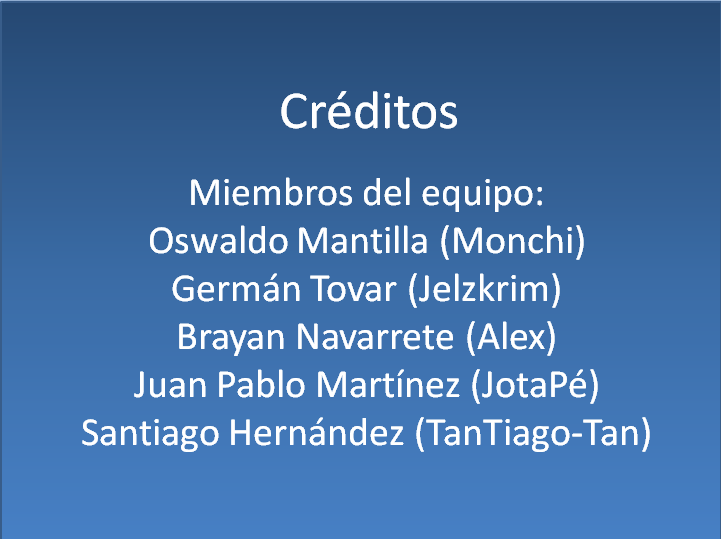 Créditos
Miembros del equipo:
Oswaldo Mantilla (Monchi)
Germán Tovar (Jelzkrim)
Brayan Navarrete (Alex)
Juan Pablo Martínez (JotaPé)
Santiago Hernández (TanTiago-Tan)